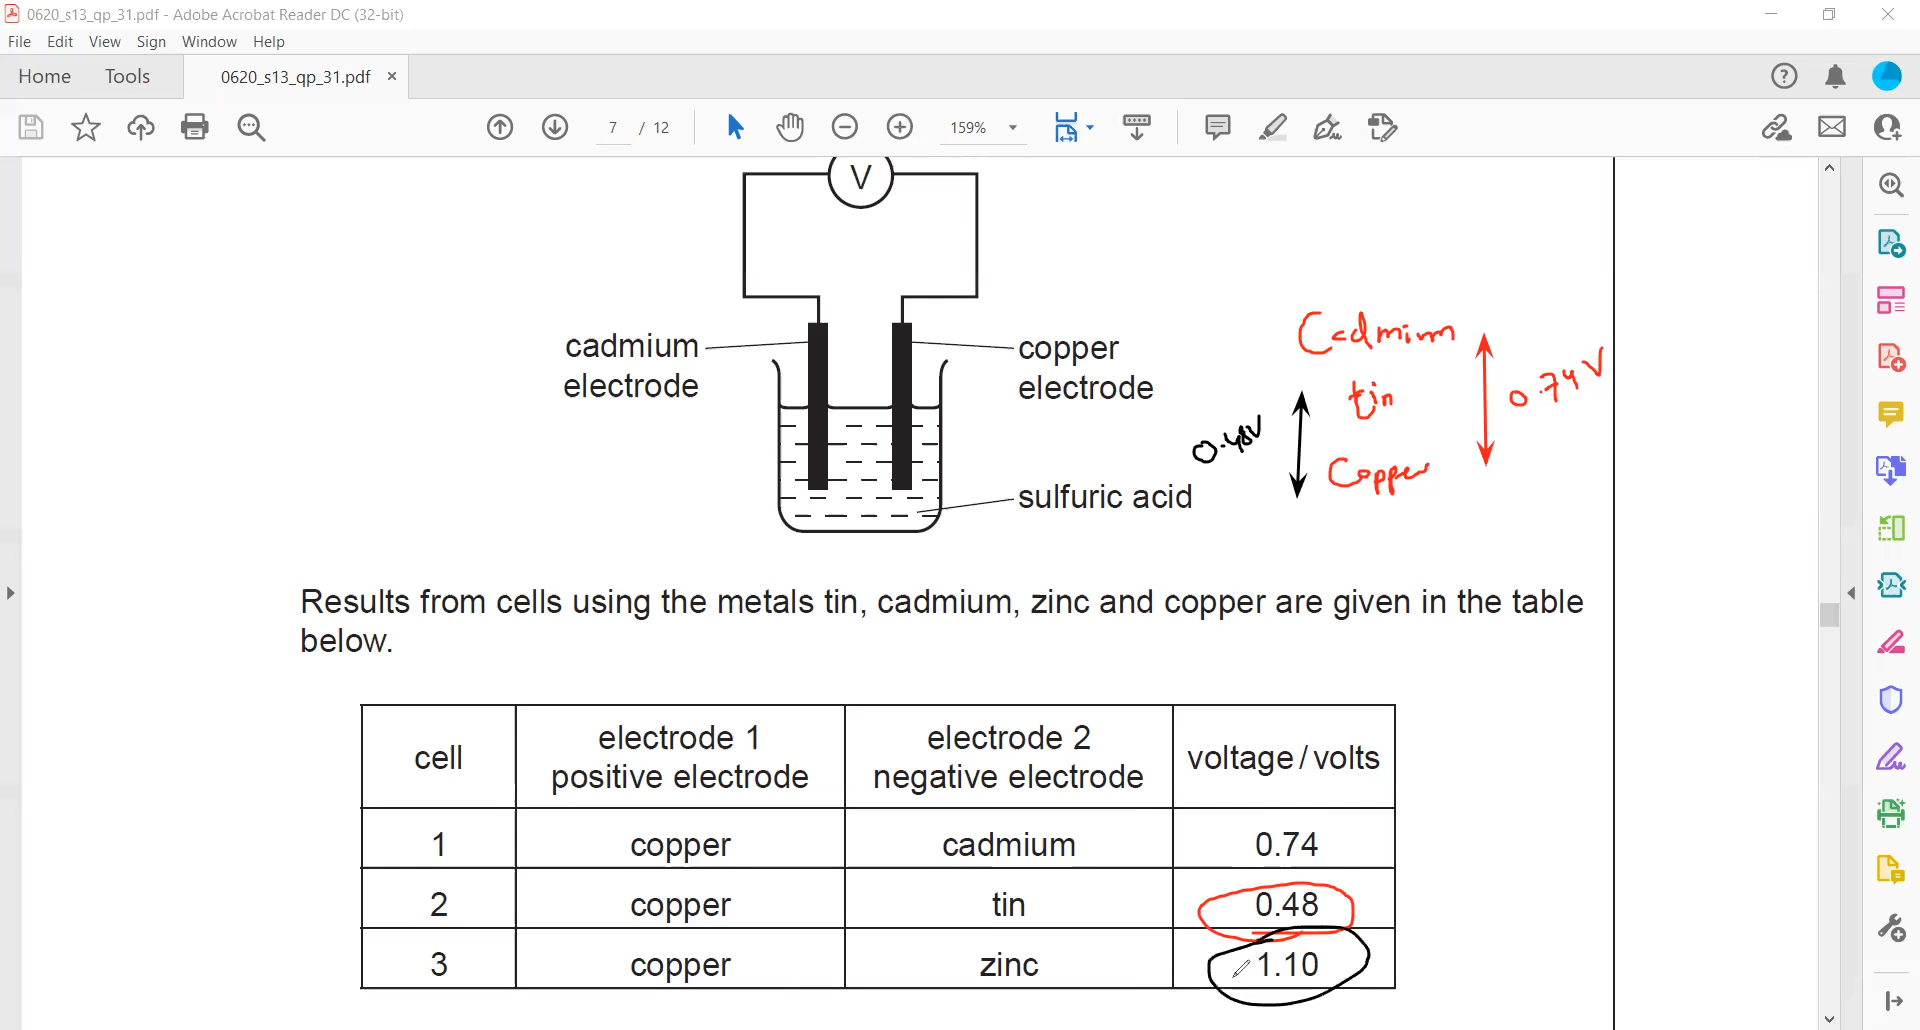 0620_s13_qp_31.pdf - Adobe Acrobat Reader DC (32-bit)
File Edit View Sign Window Help
Home Tools 0620_s13_qp_31.pdf ×
7 / 12 159%
V
cadmium
electrode
copper
electrode
sulfuric acid
Cadmium
tin
Copper
0.74V
0.48V
Results from cells using the metals tin, cadmium, zinc and copper are given in the table
below.
cell electrode 1 positive electrode electrode 2 negative electrode voltage / volts
1 copper cadmium 0.74
2 copper tin 0.48
3 copper zinc 1.10